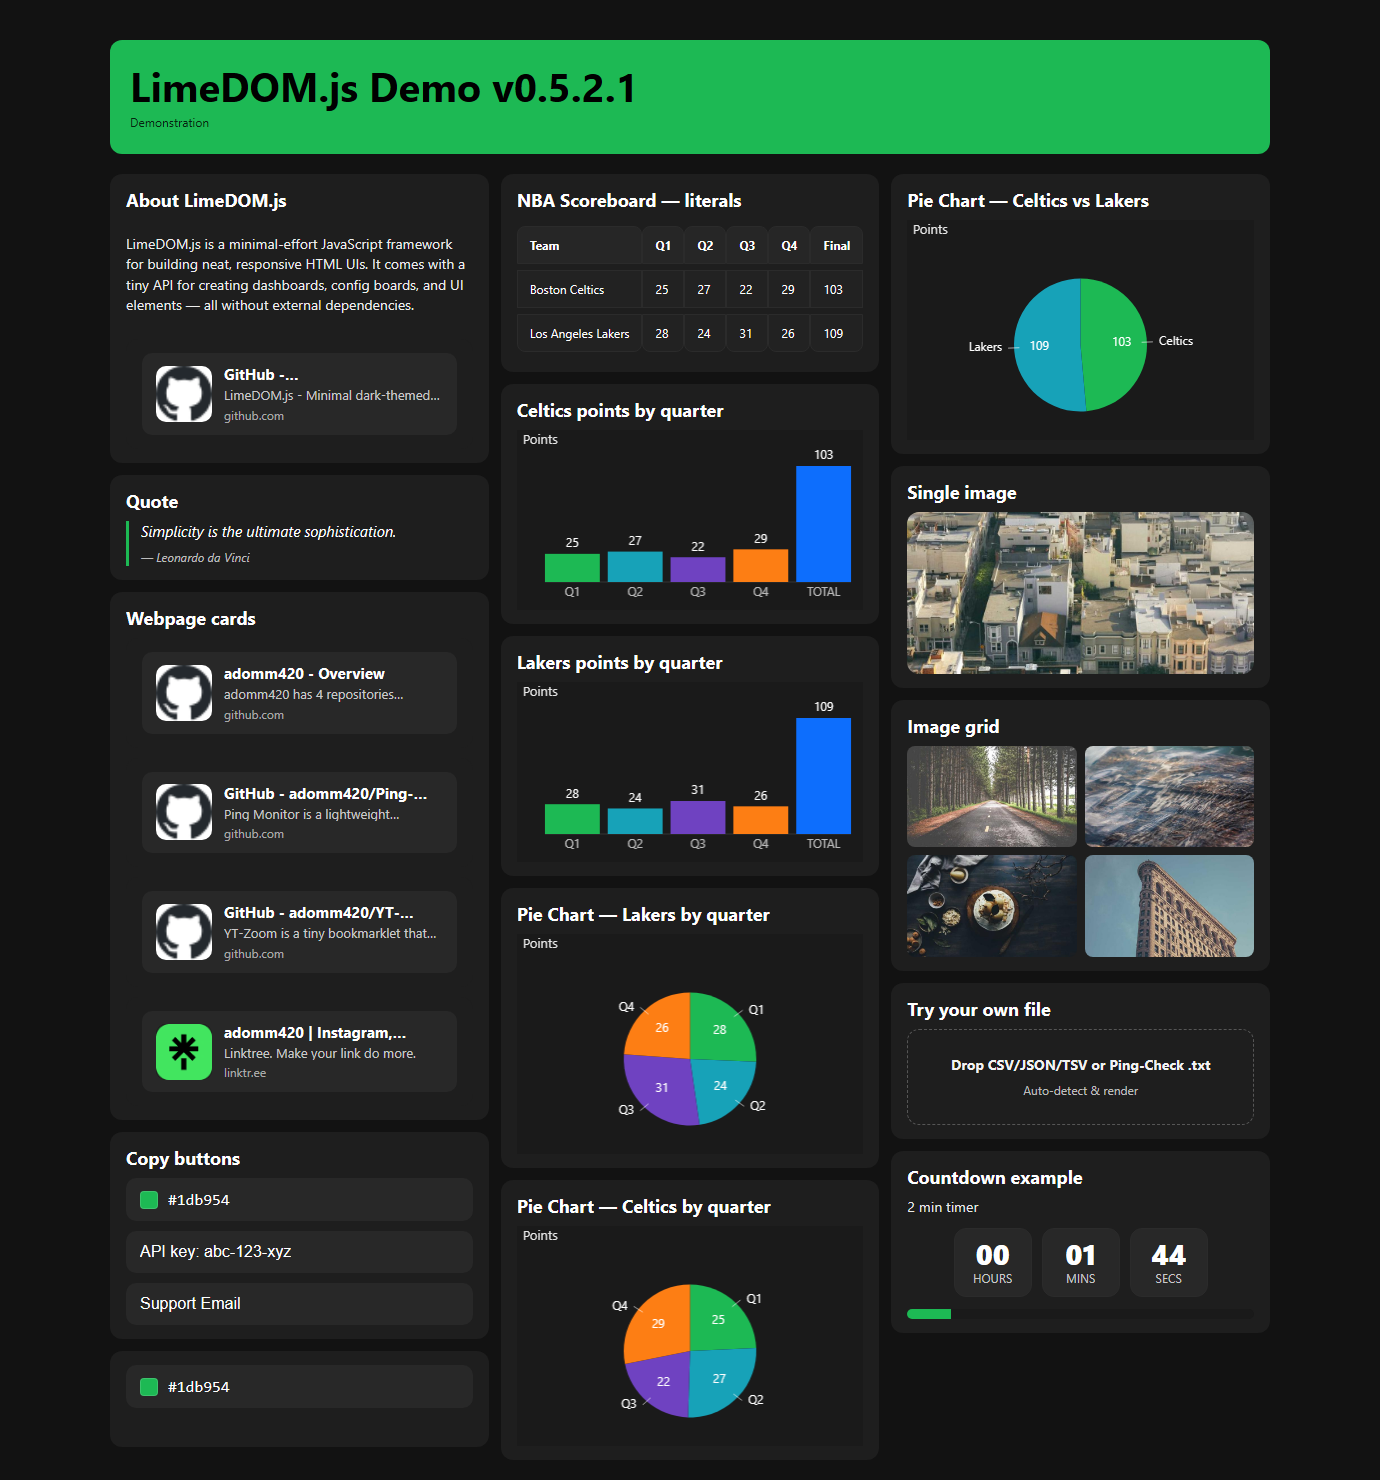 LimeDOM.js Demo v0.5.2.1
Demonstration
About LimeDOM.js
LimeDOM.js is a minimal-effort JavaScript framework
for building neat, responsive HTML UIs. It comes with a
tiny API for creating dashboards, config boards, and UI
elements — all without external dependencies.
GitHub -...
LimeDOM.js - Minimal dark-themed...
github.com
Quote
Simplicity is the ultimate sophistication.
— Leonardo da Vinci
Webpage cards
adomm420 - Overview
adomm420 has 4 repositories...
github.com
GitHub - adomm420/Ping-...
Ping Monitor is a lightweight...
github.com
GitHub - adomm420/YT-...
YT-Zoom is a tiny bookmarklet that...
github.com
adomm420 | Instagram,...
Linktree. Make your link do more.
linktr.ee
Copy buttons
#1db954
API key: abc-123-xyz
Support Email
#1db954
NBA Scoreboard — literals
Team Q1 Q2 Q3 Q4 Final
Boston Celtics 25 27 22 29 103
Los Angeles Lakers 28 24 31 26 109
Celtics points by quarter
Points
103
25 27 22 29
Q1 Q2 Q3 Q4 TOTAL
Lakers points by quarter
Points
109
28 24 31 26
Q1 Q2 Q3 Q4 TOTAL
Pie Chart — Lakers by quarter
Points
Q4 Q1
26 28
31 24
Q3 Q2
Pie Chart — Celtics by quarter
Points
Q4 Q1
29 25
22 27
Q3 Q2
Pie Chart — Celtics vs Lakers
Points
Lakers 109 103 Celtics
Single image
Image grid
Try your own file
Drop CSV/JSON/TSV or Ping-Check .txt
Auto-detect & render
Countdown example
2 min timer
00 01 44
HOURS MINS SECS